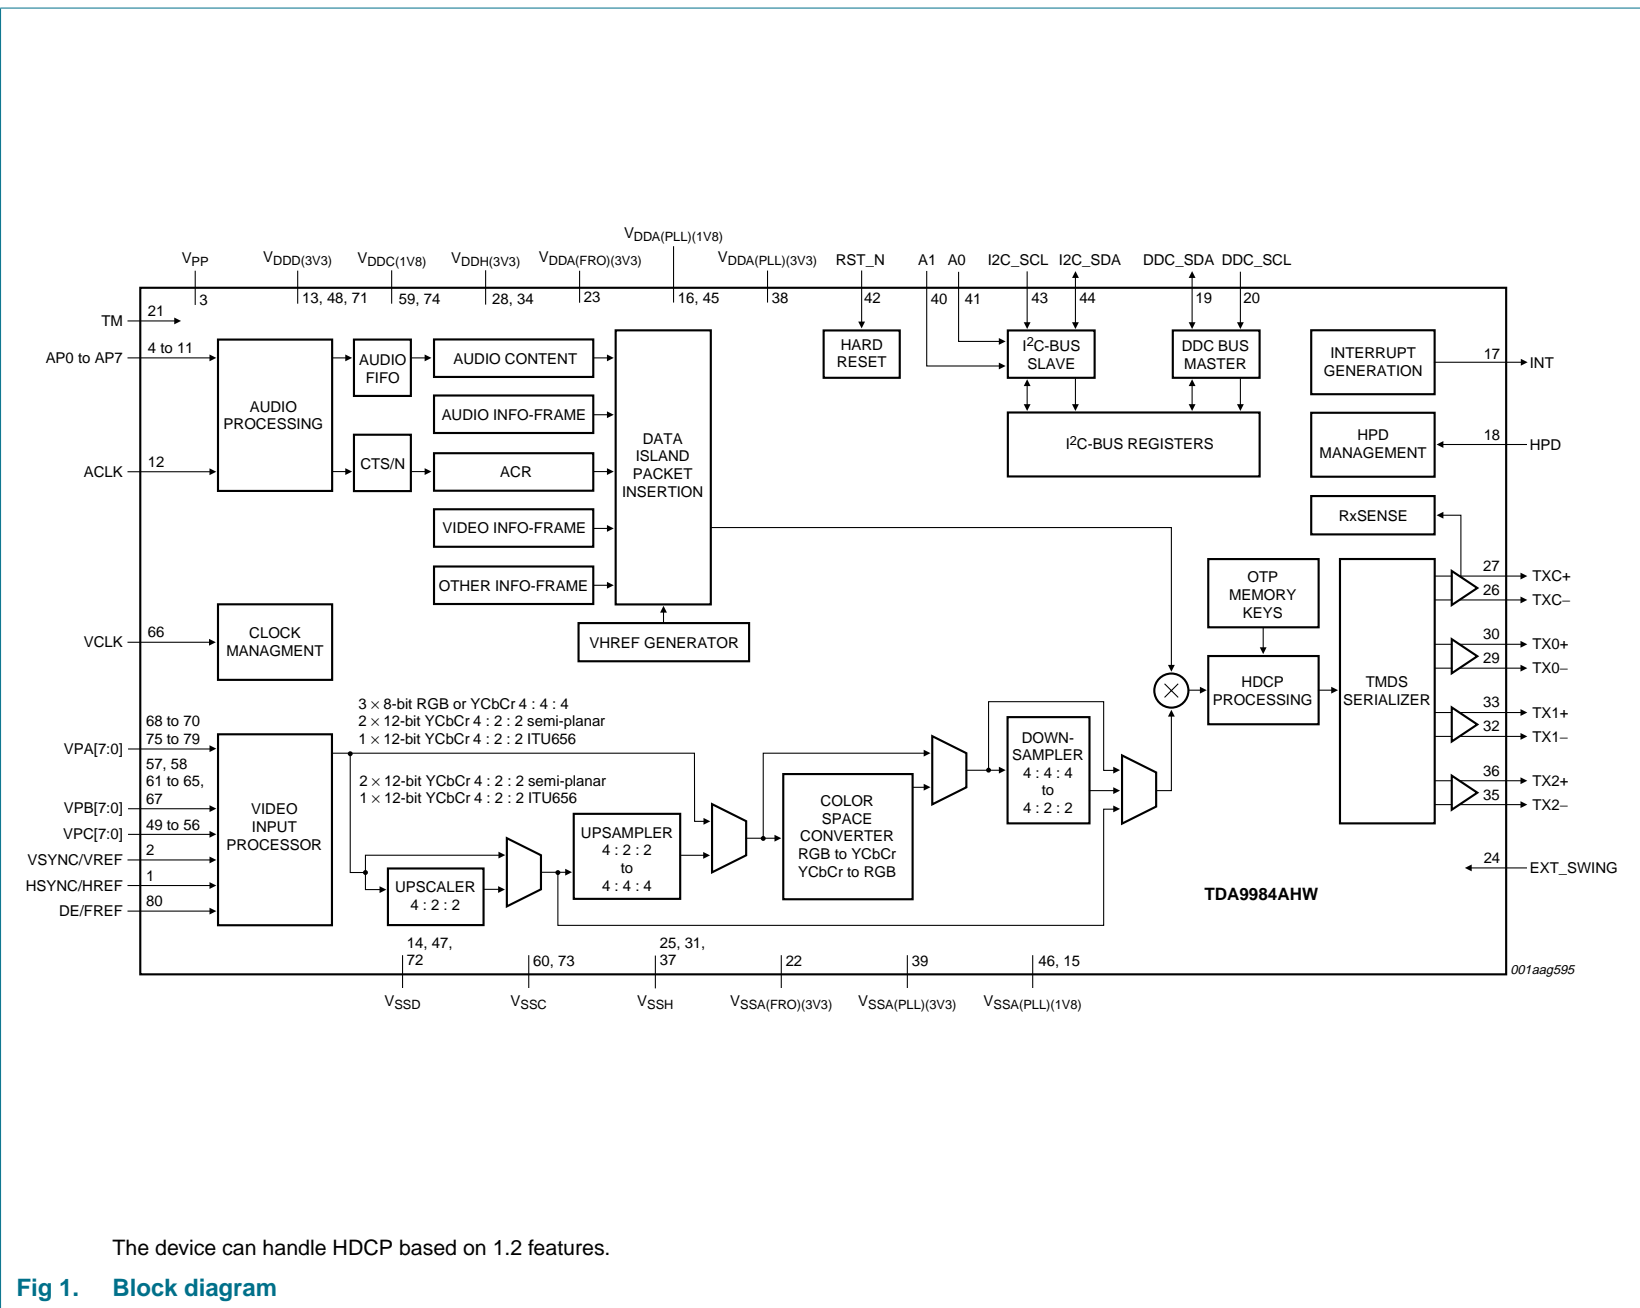 VDDA(PLL)(1V8)
VPP
VDDD(3V3)
VDDC(1V8)
VDDH(3V3)
VDDA(FRO)(3V3)
VDDA(PLL)(3V3)
RST_N
A1
A0
I2C_SCL
I2C_SDA
DDC_SDA
DDC_SCL
3
13, 48, 71
59, 74
28, 34
23
16, 45
38
42
40
41
43
44
19
20
TM
21
AP0 to AP7
4 to 11
ACLK
12
AUDIO
PROCESSING
AUDIO
FIFO
CTS/N
AUDIO CONTENT
AUDIO INFO-FRAME
ACR
VIDEO INFO-FRAME
OTHER INFO-FRAME
DATA
ISLAND
PACKET
INSERTION
VHREF GENERATOR
HARD
RESET
I2C-BUS
SLAVE
DDC BUS
MASTER
I2C-BUS REGISTERS
INTERRUPT
GENERATION
17
INT
HPD
MANAGEMENT
18
HPD
RxSENSE
VCLK
66
CLOCK
MANAGMENT
OTP
MEMORY
KEYS
HDCP
PROCESSING
TMDS
SERIALIZER
27
TXC+
26
TXC−
30
TX0+
29
TX0−
33
TX1+
32
TX1−
36
TX2+
35
TX2−
24
EXT_SWING
68 to 70
VPA[7:0]
75 to 79
57, 58
61 to 65,
VPB[7:0]
67
VPC[7:0]
49 to 56
VSYNC/VREF
2
HSYNC/HREF
1
DE/FREF
80
VIDEO
INPUT
PROCESSOR
3 × 8-bit RGB or YCbCr 4 : 4 : 4
2 × 12-bit YCbCr 4 : 2 : 2 semi-planar
1 × 12-bit YCbCr 4 : 2 : 2 ITU656
2 × 12-bit YCbCr 4 : 2 : 2 semi-planar
1 × 12-bit YCbCr 4 : 2 : 2 ITU656
UPSCALER
4 : 2 : 2
UPSAMPLER
4 : 2 : 2
to
4 : 4 : 4
COLOR
SPACE
CONVERTER
RGB to YCbCr
YCbCr to RGB
DOWN-
SAMPLER
4 : 4 : 4
to
4 : 2 : 2
TDA9984AHW
14, 47,
72
60, 73
25, 31,
37
22
39
46, 15
VSSD
VSSC
VSSH
VSSA(FRO)(3V3)
VSSA(PLL)(3V3)
VSSA(PLL)(1V8)
001aag595
The device can handle HDCP based on 1.2 features.
Fig 1. Block diagram